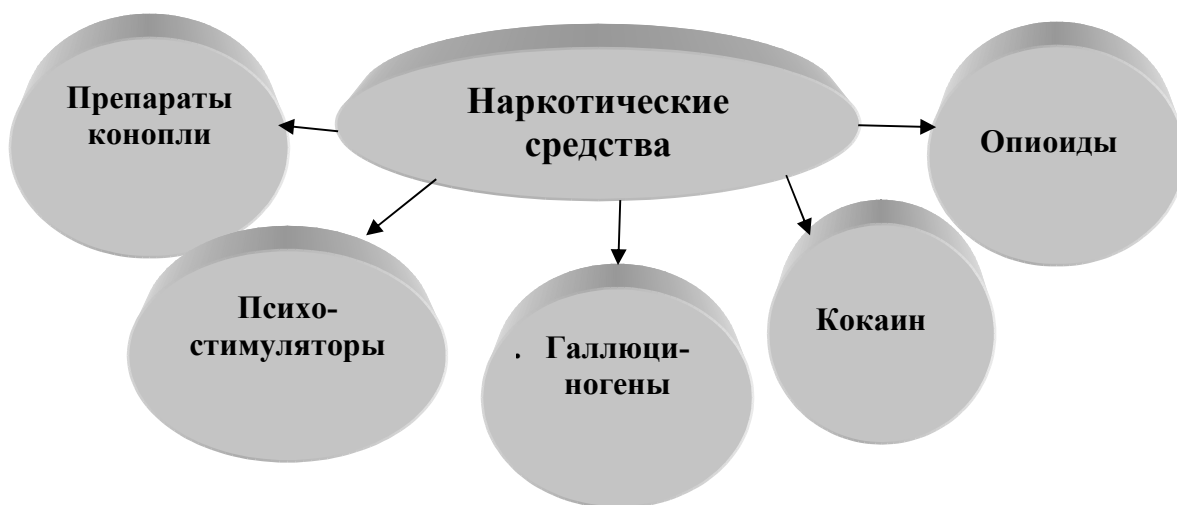 Наркотические
средства
Препараты
конопли
Психо-
стимуляторы
. Галлюци-
ногены
Кокаин
Опиоиды